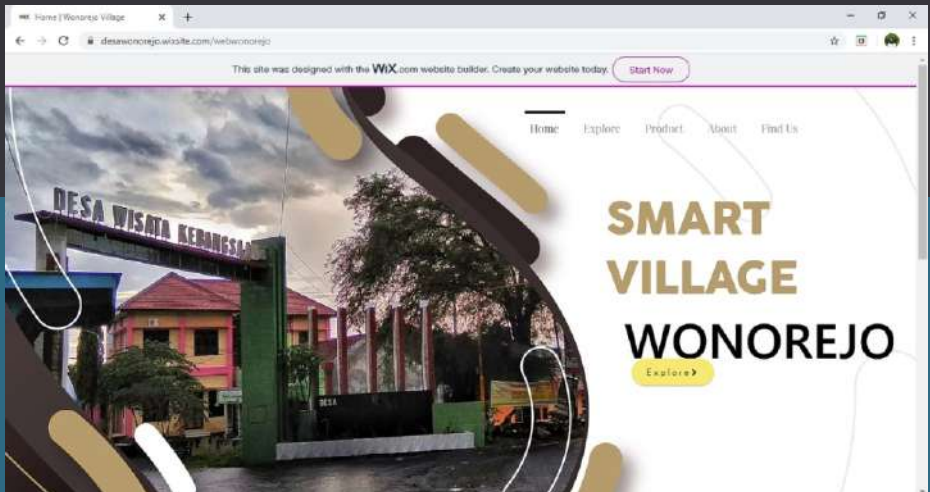 Home | Wonorejo Village
desawonorejo.wixsite.com/webwonorejo
This site was designed with the WiX.com website builder. Create your website today. Start Now
Home Explore Product About Find Us
DESA WISATA
SMART
VILLAGE
WONOREJO
Explore
DESA